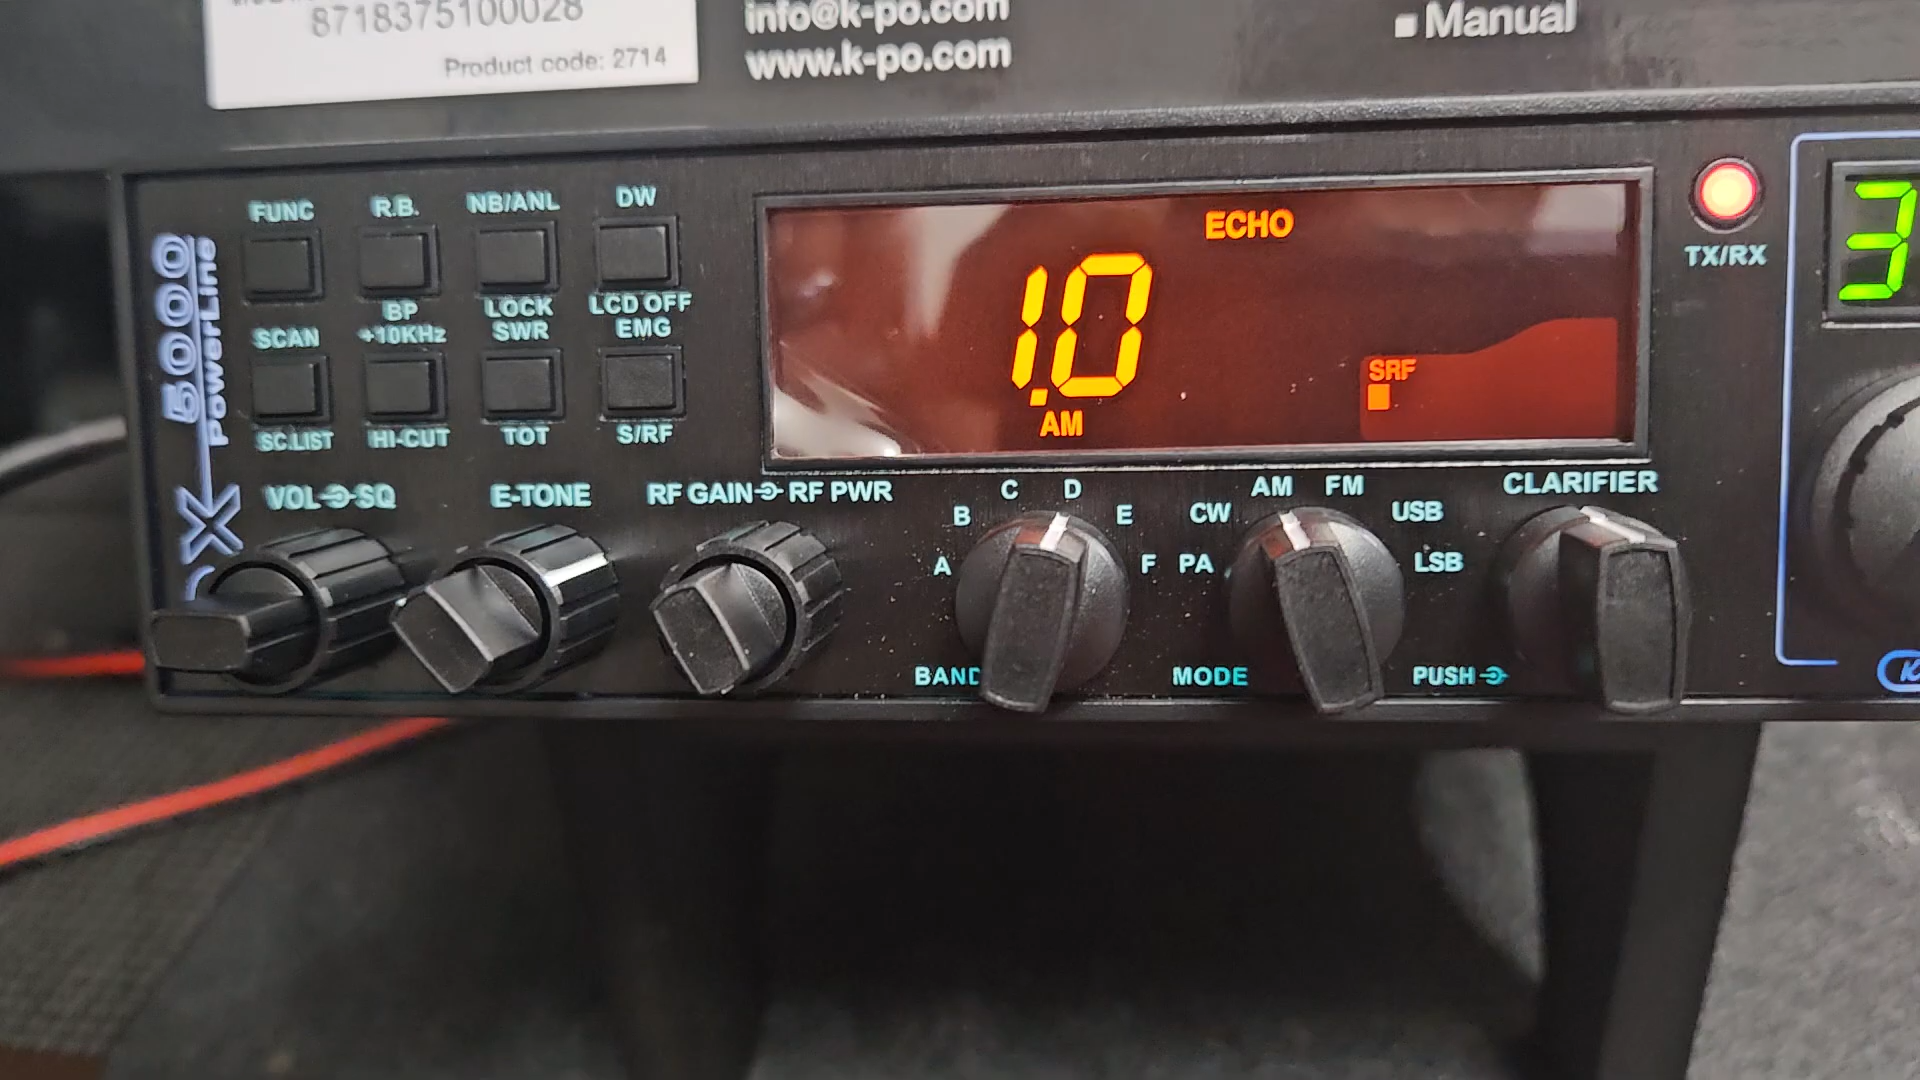 8718375100028
Product code: 2714
info@k-po.com
www.k-po.com
Manual
FUNC
R.B.
NB/ANL
DW
SCAN
BP
+10KHz
LOCK
SWR
LCD OFF
EMG
SC.LIST
HI-CUT
TOT
S/RF
5000
PowerLine
ECHO
1.0
AM
SRF
TX/RX
3
VOL SQ
E-TONE
RF GAIN RF PWR
A
B
C
D
E
F
BAND
PA
CW
AM
FM
USB
LSB
MODE
CLARIFIER
PUSH